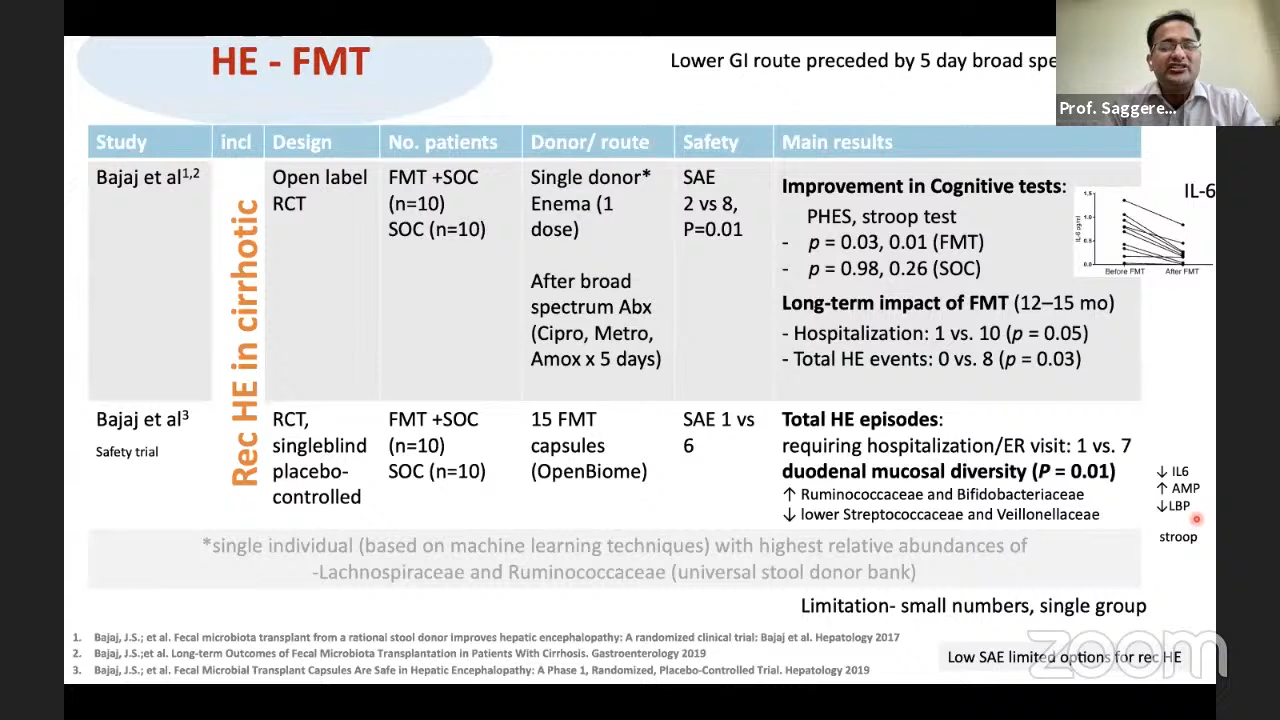 HE - FMT
Lower GI route preceded by 5 day broad
Prof. Saggere...
Study incl Design No. patients Donor/ route Safety Main results
Bajaj et al1,2
Rec HE in cirrhotic
Open label
RCT
FMT +SOC
(n=10)
SOC (n=10)
Single donor*
Enema (1
dose)
After broad
spectrum Abx
(Cipro, Metro,
Amox x 5 days)
SAE
2 vs 8,
P=0.01
Improvement in Cognitive tests:
PHES, stroop test
- p = 0.03, 0.01 (FMT)
- p = 0.98, 0.26 (SOC)
Long-term impact of FMT (12–15 mo)
- Hospitalization: 1 vs. 10 (p = 0.05)
- Total HE events: 0 vs. 8 (p = 0.03)
IL-6
IL-6 pg/ml
1.5
1.0
0.5
0.0
Before FMT After FMT
Bajaj et al3
Safety trial
RCT,
singleblind
placebo-
controlled
FMT +SOC
(n=10)
SOC (n=10)
15 FMT
capsules
(OpenBiome)
SAE 1 vs
6
Total HE episodes:
requiring hospitalization/ER visit: 1 vs. 7
duodenal mucosal diversity (P = 0.01)
↑ Ruminococcaceae and Bifidobacteriaceae
↓ lower Streptococcaceae and Veillonellaceae
↓ IL6
↑ AMP
↓LBP
stroop
*single individual (based on machine learning techniques) with highest relative abundances of
-Lachnospiraceae and Ruminococcaceae (universal stool donor bank)
Limitation- small numbers, single group
1. Bajaj, J.S.; et al. Fecal microbiota transplant from a rational stool donor improves hepatic encephalopathy: A randomized clinical trial: Bajaj et al. Hepatology 2017
2. Bajaj, J.S.;et al. Long-term Outcomes of Fecal Microbiota Transplantation in Patients With Cirrhosis. Gastroenterology 2019
3. Bajaj, J.S.; et al. Fecal Microbial Transplant Capsules Are Safe in Hepatic Encephalopathy: A Phase 1, Randomized, Placebo-Controlled Trial. Hepatology 2019
Low SAE limited options for rec HE
zoom